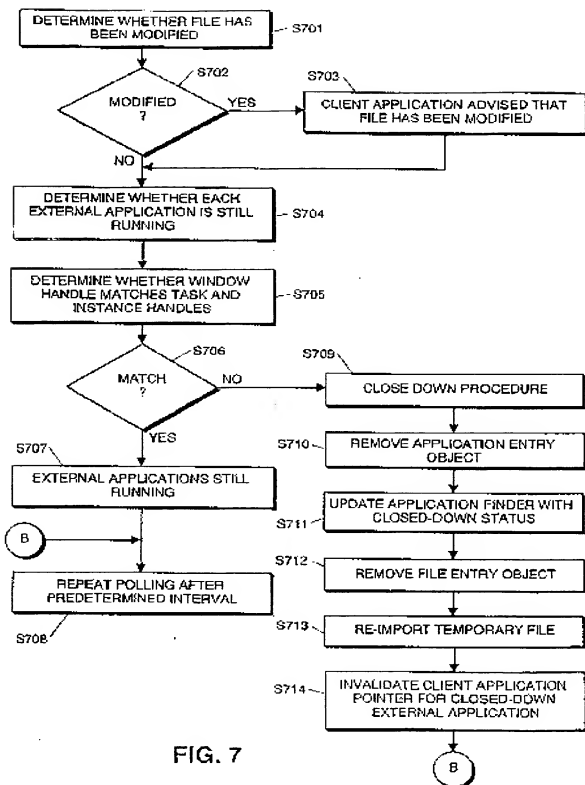 DETERMINE WHETHER FILE HAS
BEEN MODIFIED
S701
S702
MODIFIED
?
YES
NO
S703
CLIENT APPLICATION ADVISED THAT
FILE HAS BEEN MODIFIED
DETERMINE WHETHER EACH
EXTERNAL APPLICATION IS STILL
RUNNING
S704
DETERMINE WHETHER WINDOW
HANDLE MATCHES TASK AND
INSTANCE HANDLES
S705
S706
MATCH
?
NO
YES
S707
EXTERNAL APPLICATIONS STILL
RUNNING
B
REPEAT POLLING AFTER
PREDETERMINED INTERVAL
S708
S709
CLOSE DOWN PROCEDURE
S710
REMOVE APPLICATION ENTRY
OBJECT
S711
UPDATE APPLICATION FINDER WITH
CLOSED-DOWN STATUS
S712
REMOVE FILE ENTRY OBJECT
S713
RE-IMPORT TEMPORARY FILE
S714
INVALIDATE CLIENT APPLICATION
POINTER FOR CLOSED-DOWN
EXTERNAL APPLICATION
B
FIG. 7